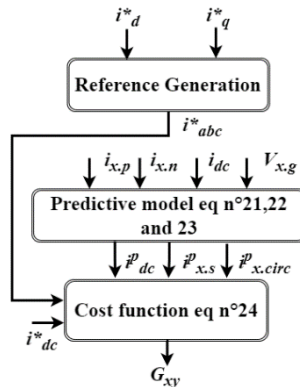 i*d i*q
Reference Generation
i*abc
ix.p ix.n idc Vx.g
Predictive model eq n°21,22
and 23
iPdc iPx.s iPx.circ
Cost function eq n°24
i*dc
Gxy